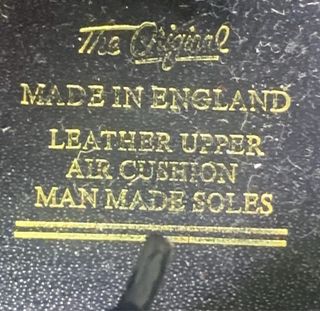 The Original
MADE IN ENGLAND
LEATHER UPPER
AIR CUSHION
MAN MADE SOLES